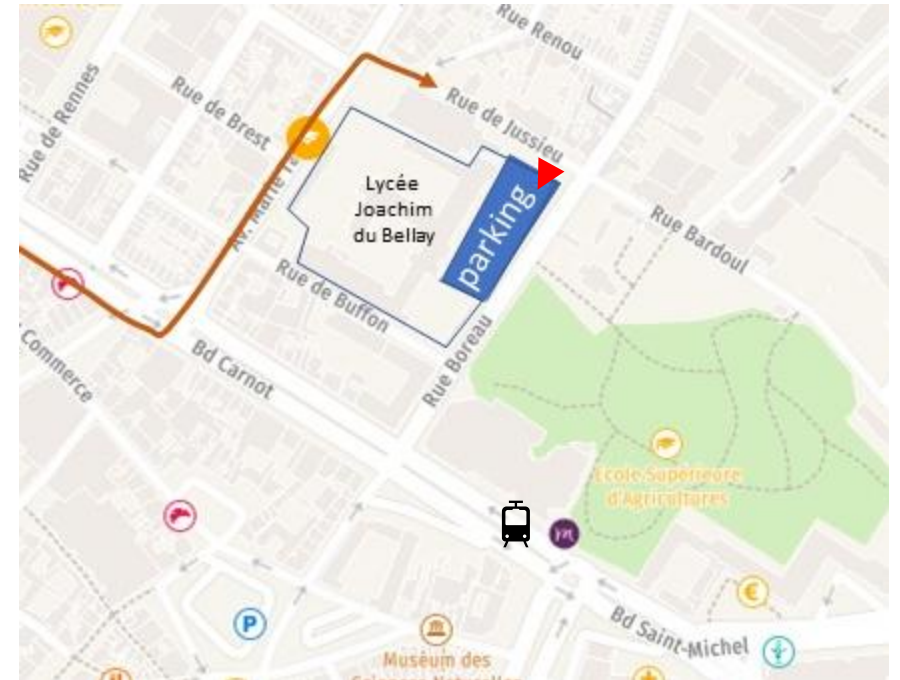 Rue Renou
Rue de Rennes
Rue de Brest
Rue de Jussieu
Lycée
Joachim
du Bellay
parking
Rue Bardoul
Rue de Buffon
Rue Boreau
Commerce
Bd Carnot
École Supérieure
d'Agricultures
m
€
P
Bd Saint-Michel
Muséum des